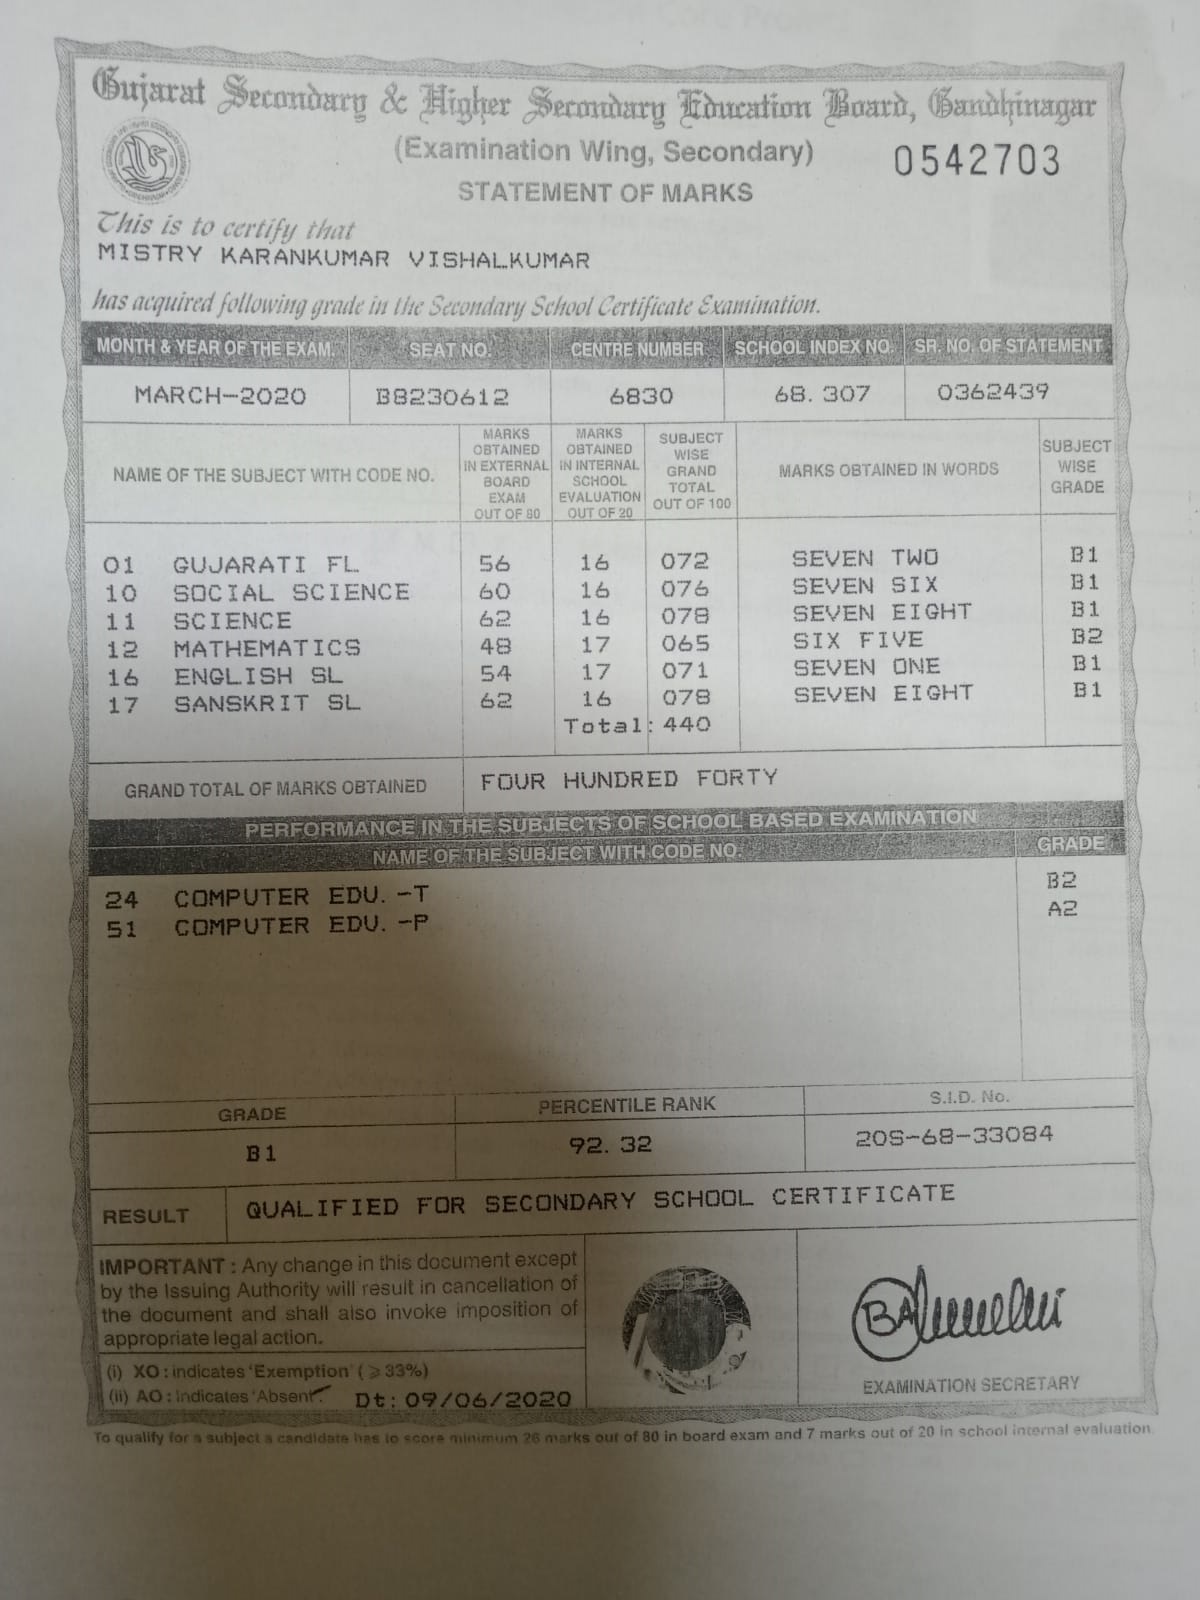 Gujarat Secondary & Higher Secondary Education Board, Gandhinagar
(Examination Wing, Secondary)
0542703
STATEMENT OF MARKS
This is to certify that
MISTRY KARANKUMAR VISHALKUMAR
has acquired following grade in the Secondary School Certificate Examination.
MONTH & YEAR OF THE EXAM. SEAT NO. CENTRE NUMBER SCHOOL INDEX NO. SR. NO. OF STATEMENT
MARCH-2020 B8230612 6830 68.307 0362439
NAME OF THE SUBJECT WITH CODE NO.
MARKS OBTAINED IN EXTERNAL BOARD EXAM OUT OF 80
MARKS OBTAINED IN INTERNAL SCHOOL EVALUATION OUT OF 20
SUBJECT WISE GRAND TOTAL OUT OF 100
MARKS OBTAINED IN WORDS
SUBJECT WISE GRADE
01 GUJARATI FL 56 16 072 SEVEN TWO B1
10 SOCIAL SCIENCE 60 16 076 SEVEN SIX B1
11 SCIENCE 62 16 078 SEVEN EIGHT B1
12 MATHEMATICS 48 17 065 SIX FIVE B2
16 ENGLISH SL 54 17 071 SEVEN ONE B1
17 SANSKRIT SL 62 16 078 SEVEN EIGHT B1
Total: 440
GRAND TOTAL OF MARKS OBTAINED FOUR HUNDRED FORTY
PERFORMANCE IN THE SUBJECTS OF SCHOOL BASED EXAMINATION
NAME OF THE SUBJECT WITH CODE NO. GRADE
24 COMPUTER EDU. -T B2
51 COMPUTER EDU. -P A2
GRADE PERCENTILE RANK S.I.D. No.
B1 92.32 20S-68-33084
RESULT QUALIFIED FOR SECONDARY SCHOOL CERTIFICATE
IMPORTANT : Any change in this document except
by the Issuing Authority will result in cancellation of
the document and shall also invoke imposition of
appropriate legal action.
(i) XO : indicates 'Exemption' (⩾33%)
(ii) AO : Indicates 'Absent'. Dt: 09/06/2020
EXAMINATION SECRETARY
To qualify for a subject a candidate has to score minimum 26 marks out of 80 in board exam and 7 marks out of 20 in school internal evaluation.